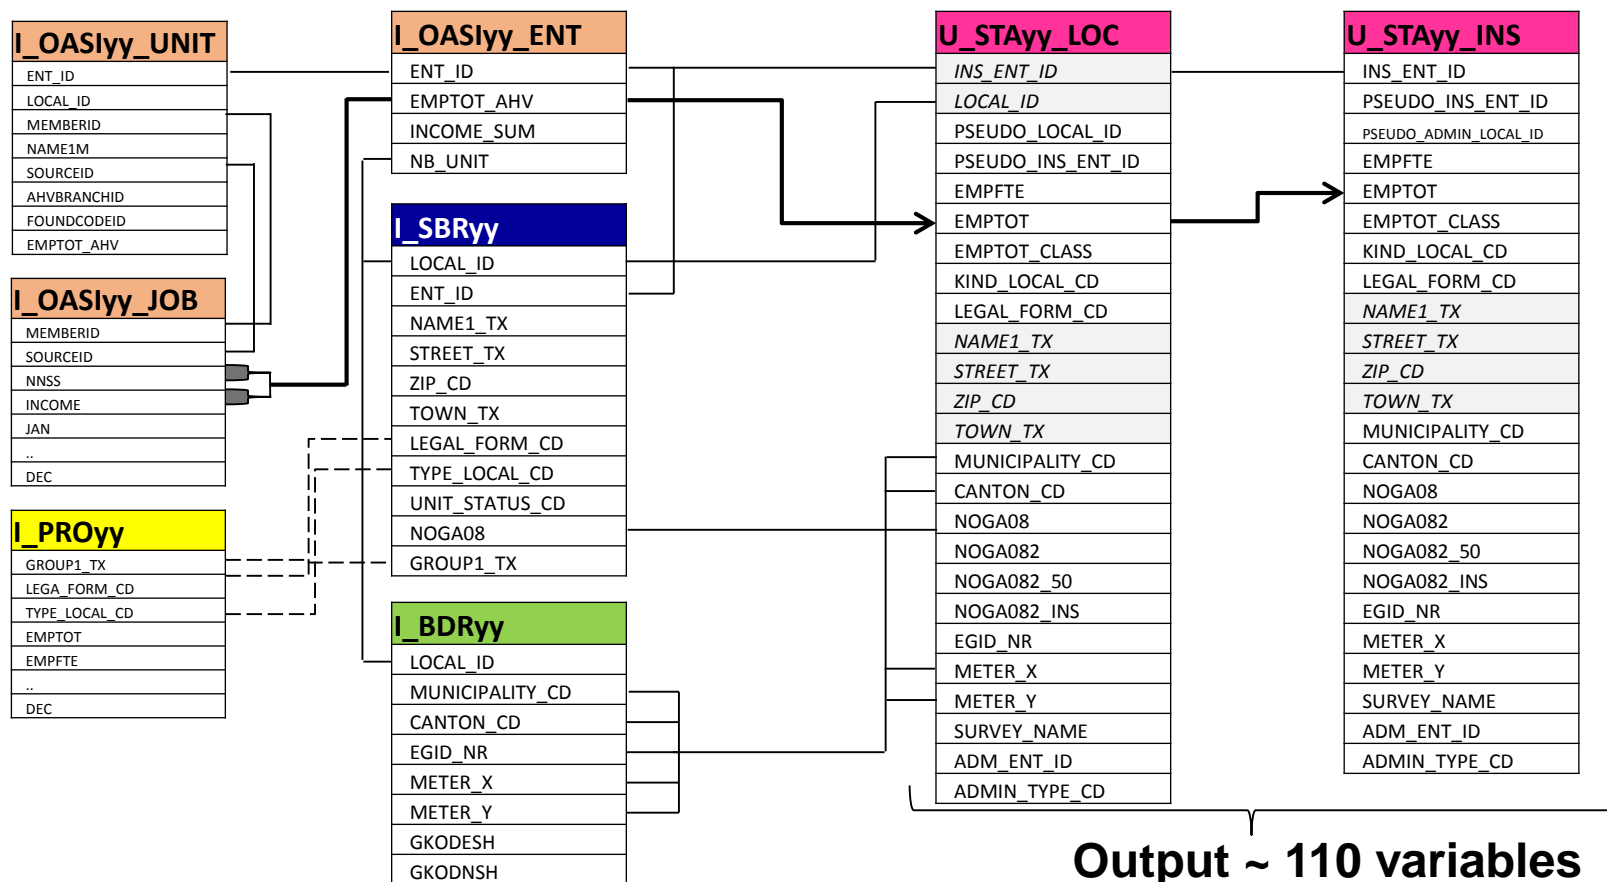 I_OASIyy_UNIT
ENT_ID
LOCAL_ID
MEMBERID
NAME1M
SOURCEID
AHVBRANCHID
FOUNDCODEID
EMPTOT_AHV
I_OASIyy_JOB
MEMBERID
SOURCEID
NNSS
INCOME
JAN
..
DEC
I_PROyy
GROUP1_TX
LEGA_FORM_CD
TYPE_LOCAL_CD
EMPTOT
EMPFTE
..
DEC
I_OASIyy_ENT
ENT_ID
EMPTOT_AHV
INCOME_SUM
NB_UNIT
I_SBRyy
LOCAL_ID
ENT_ID
NAME1_TX
STREET_TX
ZIP_CD
TOWN_TX
LEGAL_FORM_CD
TYPE_LOCAL_CD
UNIT_STATUS_CD
NOGA08
GROUP1_TX
I_BDRyy
LOCAL_ID
MUNICIPALITY_CD
CANTON_CD
EGID_NR
METER_X
METER_Y
GKODESH
GKODNSH
U_STAyy_LOC
INS_ENT_ID
LOCAL_ID
PSEUDO_LOCAL_ID
PSEUDO_INS_ENT_ID
EMPFTE
EMPTOT
EMPTOT_CLASS
KIND_LOCAL_CD
LEGAL_FORM_CD
NAME1_TX
STREET_TX
ZIP_CD
TOWN_TX
MUNICIPALITY_CD
CANTON_CD
NOGA08
NOGA082
NOGA082_50
NOGA082_INS
EGID_NR
METER_X
METER_Y
SURVEY_NAME
ADM_ENT_ID
ADMIN_TYPE_CD
U_STAyy_INS
INS_ENT_ID
PSEUDO_INS_ENT_ID
PSEUDO_ADMIN_LOCAL_ID
EMPFTE
EMPTOT
EMPTOT_CLASS
KIND_LOCAL_CD
LEGAL_FORM_CD
NAME1_TX
STREET_TX
ZIP_CD
TOWN_TX
MUNICIPALITY_CD
CANTON_CD
NOGA08
NOGA082
NOGA082_50
NOGA082_INS
EGID_NR
METER_X
METER_Y
SURVEY_NAME
ADM_ENT_ID
ADMIN_TYPE_CD
Output ~ 110 variables